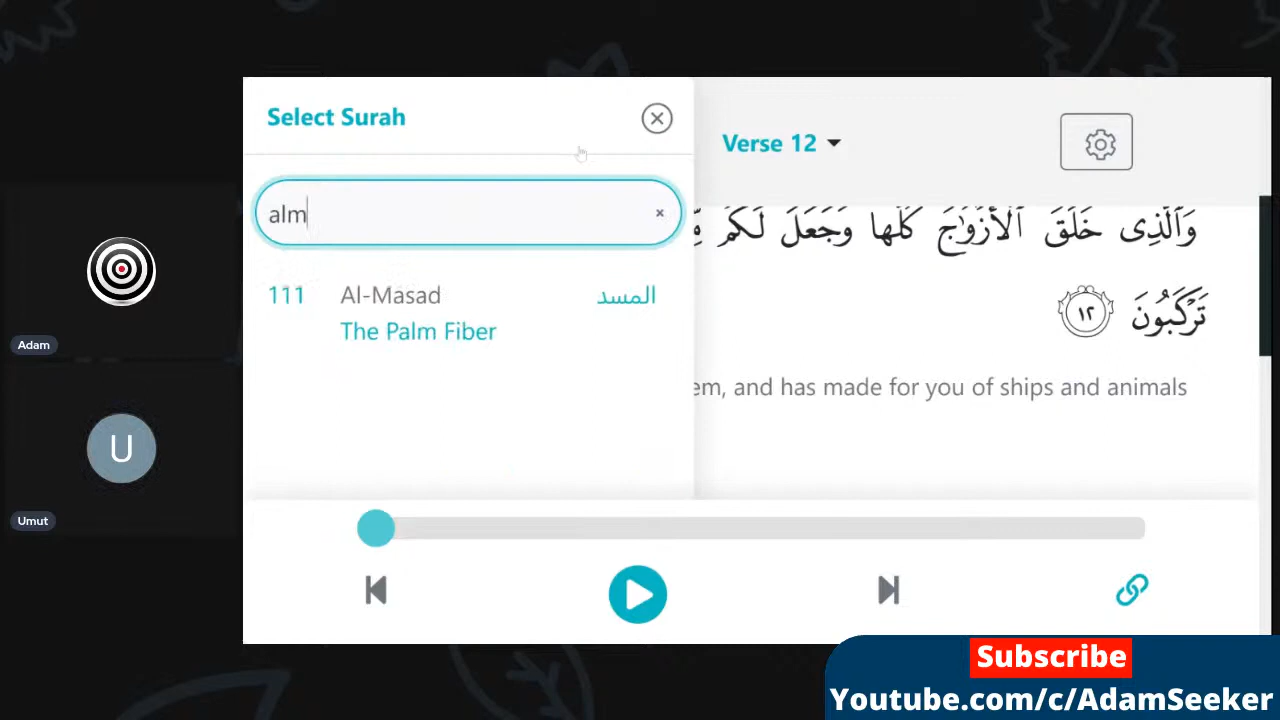 Select Surah
Verse 12
alm
×
وَٱلَّذِى خَلَقَ ٱلْأَزْوَٰجَ كُلَّهَا وَجَعَلَ لَكُم
تَرْكَبُونَ ١٢
111 Al-Masad المسد
The Palm Fiber
em, and has made for you of ships and animals
Adam
U
Umut
Subscribe
Youtube.com/c/AdamSeeker